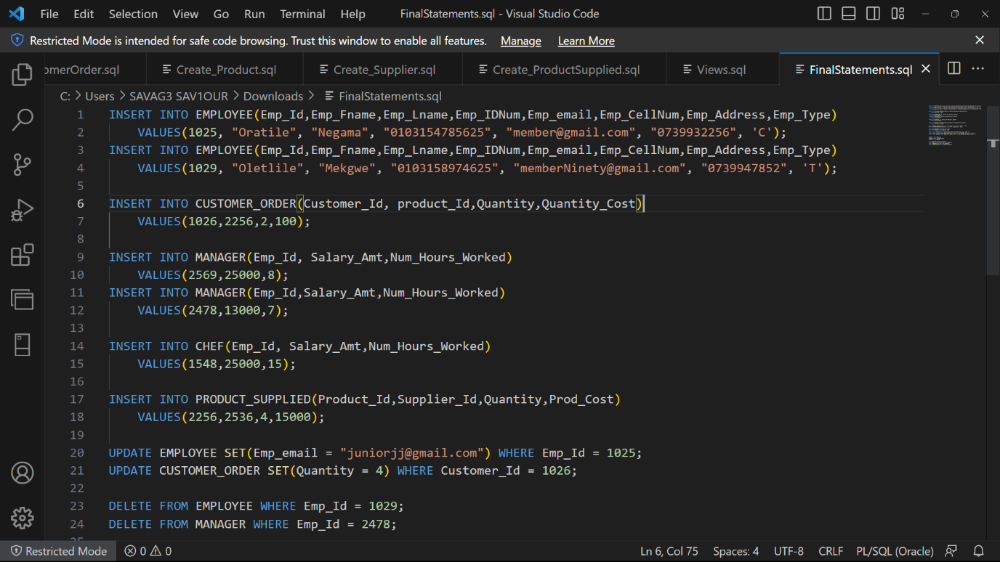 File Edit Selection View Go Run Terminal Help FinalStatements.sql - Visual Studio Code
Restricted Mode is intended for safe code browsing. Trust this window to enable all features. Manage Learn More
omerOrder.sql Create_Product.sql Create_Supplier.sql Create_ProductSupplied.sql Views.sql FinalStatements.sql
C: > Users > SAVAG3 SAV1OUR > Downloads > FinalStatements.sql
1 INSERT INTO EMPLOYEE(Emp_Id,Emp_Fname,Emp_Lname,Emp_IDNum,Emp_email,Emp_CellNum,Emp_Address,Emp_Type)
2 VALUES(1025, "Oratile", "Negama", "0103154785625", "member@gmail.com", "0739932256", 'C');
3 INSERT INTO EMPLOYEE(Emp_Id,Emp_Fname,Emp_Lname,Emp_IDNum,Emp_email,Emp_CellNum,Emp_Address,Emp_Type)
4 VALUES(1029, "Oletlile", "Mekgwe", "0103158974625", "memberNinety@gmail.com", "0739947852", 'T');
5
6 INSERT INTO CUSTOMER_ORDER(Customer_Id, product_Id,Quantity,Quantity_Cost)
7 VALUES(1026,2256,2,100);
8
9 INSERT INTO MANAGER(Emp_Id, Salary_Amt,Num_Hours_Worked)
10 VALUES(2569,25000,8);
11 INSERT INTO MANAGER(Emp_Id,Salary_Amt,Num_Hours_Worked)
12 VALUES(2478,13000,7);
13
14 INSERT INTO CHEF(Emp_Id, Salary_Amt,Num_Hours_Worked)
15 VALUES(1548,25000,15);
16
17 INSERT INTO PRODUCT_SUPPLIED(Product_Id,Supplier_Id,Quantity,Prod_Cost)
18 VALUES(2256,2536,4,15000);
19
20 UPDATE EMPLOYEE SET(Emp_email = "juniorjj@gmail.com") WHERE Emp_Id = 1025;
21 UPDATE CUSTOMER_ORDER SET(Quantity = 4) WHERE Customer_Id = 1026;
22
23 DELETE FROM EMPLOYEE WHERE Emp_Id = 1029;
24 DELETE FROM MANAGER WHERE Emp_Id = 2478;
25
Restricted Mode 0 0 Ln 6, Col 75 Spaces: 4 UTF-8 CRLF PL/SQL (Oracle)